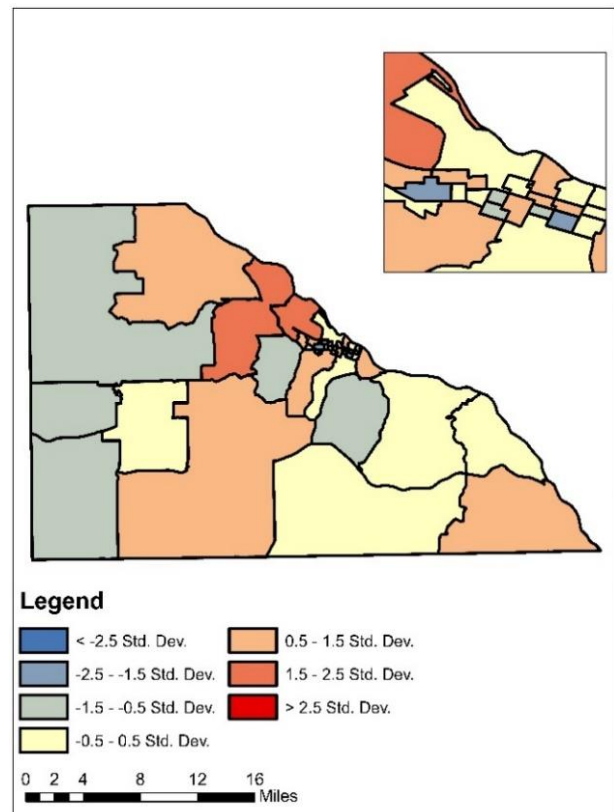 Legend
< -2.5 Std. Dev.
-2.5 - -1.5 Std. Dev.
-1.5 - -0.5 Std. Dev.
-0.5 - 0.5 Std. Dev.
0.5 - 1.5 Std. Dev.
1.5 - 2.5 Std. Dev.
> 2.5 Std. Dev.
0 2 4 8 12 16
Miles